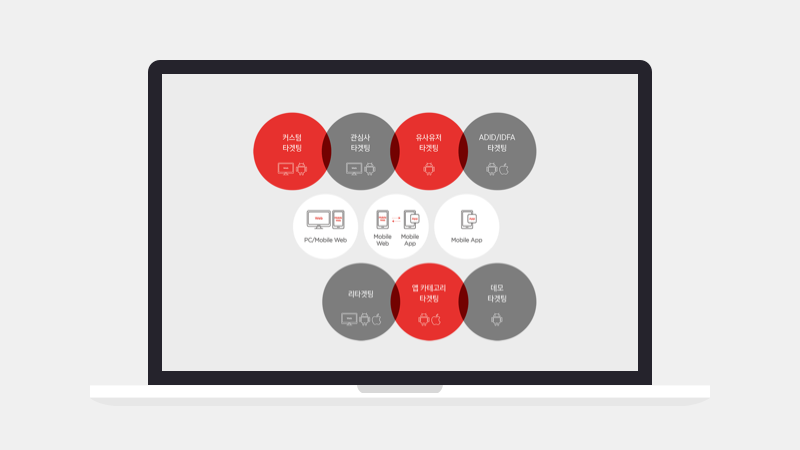 커스텀
타겟팅
관심사
타겟팅
유사유저
타겟팅
ADID/IDFA
타겟팅
PC/Mobile Web
Mobile
Web
Mobile
App
Mobile App
리타겟팅
앱 카테고리
타겟팅
데모
타겟팅